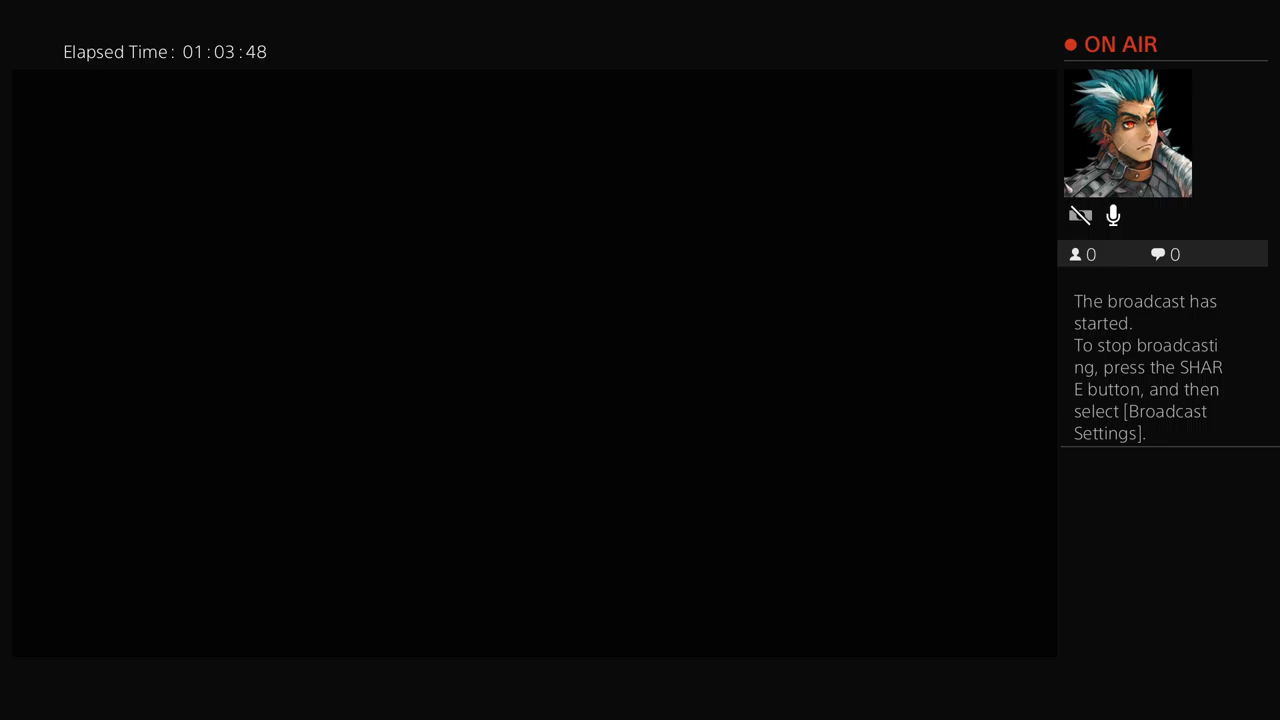 Elapsed Time: 01:03:48
ON AIR
0 0
The broadcast has
started.
To stop broadcasti
ng, press the SHAR
E button, and then
select [Broadcast
Settings].